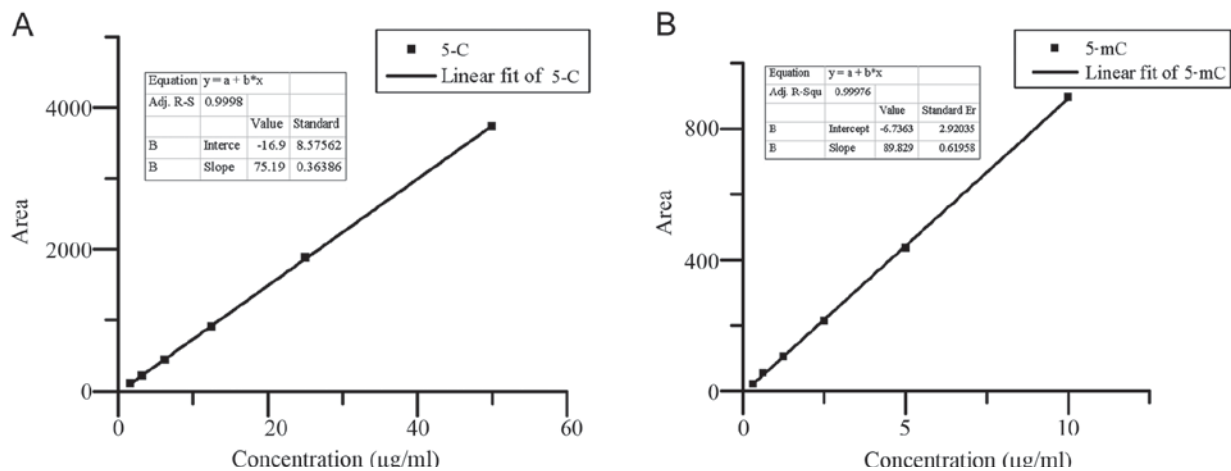 A
5-C
Linear fit of 5-C
Equation y = a + b*x
Adj. R-S 0.9998
Value Standard
B Interce -16.9 8.57562
B Slope 75.19 0.36386
4000
2000
0
Area
0 20 40 60
Concentration (µg/ml)
B
5-mC
Linear fit of 5-mC
Equation y = a + b*x
Adj. R-Squ 0.99976
Value Standard Er
B Intercept -6.7363 2.92035
B Slope 89.829 0.61958
800
400
0
Area
0 5 10
Concentration (µg/ml)